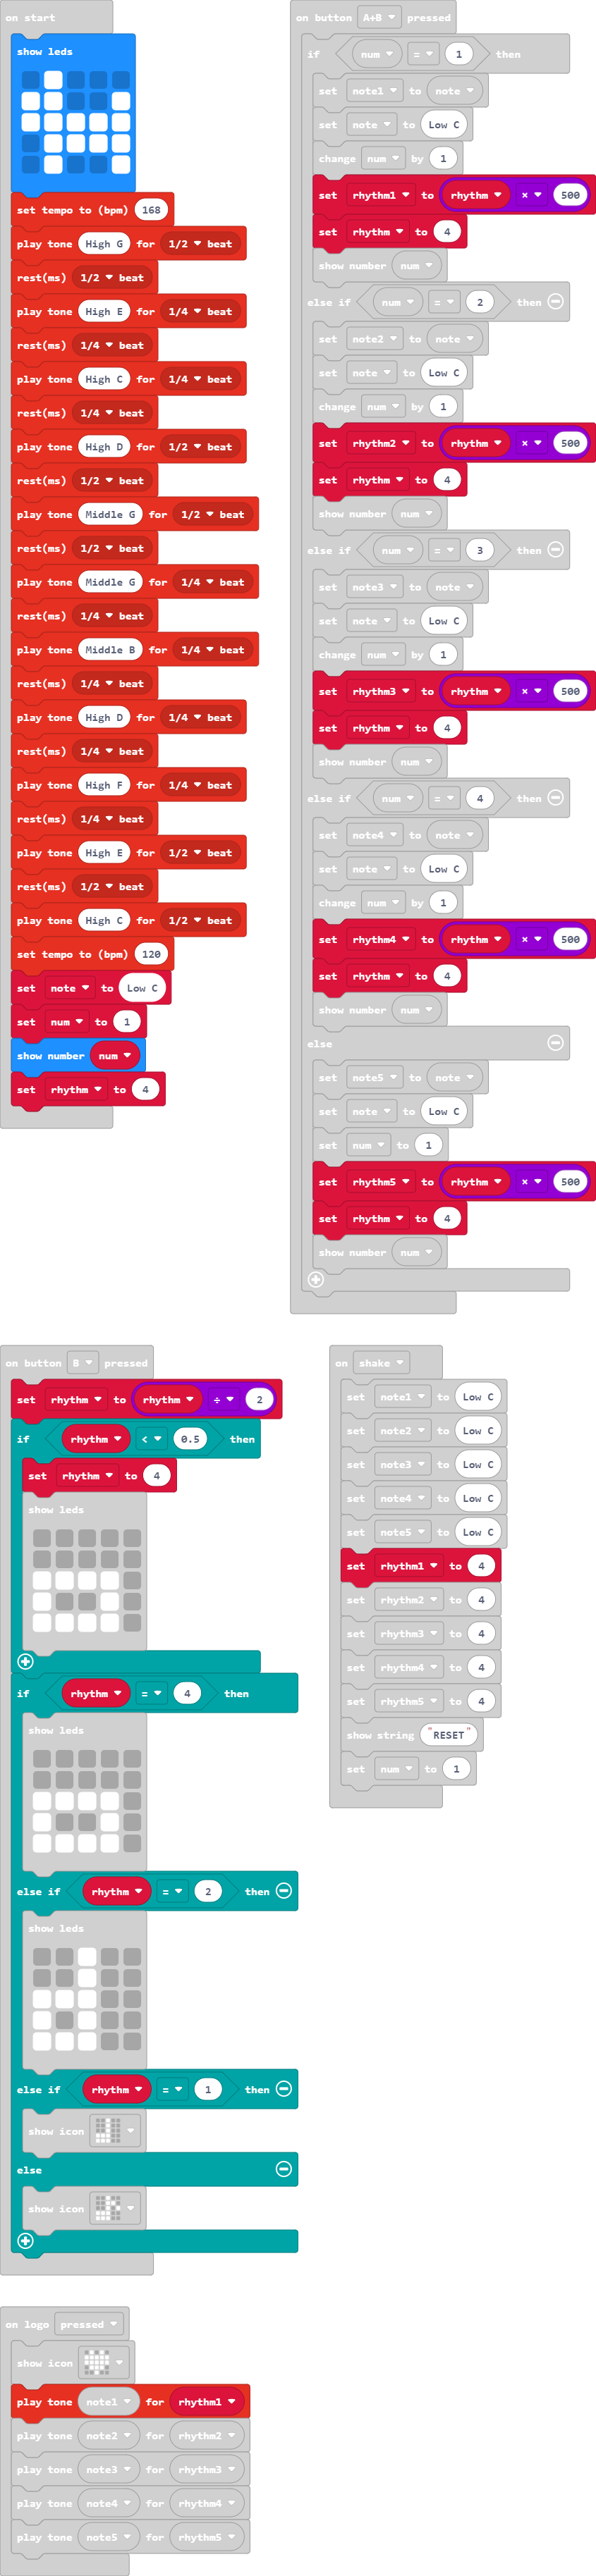 on start
show leds
set tempo to (bpm) 168
play tone High G for 1/2 beat
rest(ms) 1/2 beat
play tone High E for 1/4 beat
rest(ms) 1/4 beat
play tone High C for 1/4 beat
rest(ms) 1/4 beat
play tone High D for 1/2 beat
rest(ms) 1/2 beat
play tone Middle G for 1/2 beat
rest(ms) 1/2 beat
play tone Middle G for 1/4 beat
rest(ms) 1/4 beat
play tone Middle B for 1/4 beat
rest(ms) 1/4 beat
play tone High D for 1/4 beat
rest(ms) 1/4 beat
play tone High F for 1/4 beat
rest(ms) 1/4 beat
play tone High E for 1/2 beat
rest(ms) 1/2 beat
play tone High C for 1/2 beat
set tempo to (bpm) 120
set note to Low C
set num to 1
show number num
set rhythm to 4
on button A+B pressed
if num = 1 then
set note1 to note
set note to Low C
change num by 1
set rhythm1 to rhythm × 500
set rhythm to 4
show number num
else if num = 2 then
set note2 to note
set note to Low C
change num by 1
set rhythm2 to rhythm × 500
set rhythm to 4
show number num
else if num = 3 then
set note3 to note
set note to Low C
change num by 1
set rhythm3 to rhythm × 500
set rhythm to 4
show number num
else if num = 4 then
set note4 to note
set note to Low C
change num by 1
set rhythm4 to rhythm × 500
set rhythm to 4
show number num
else
set note5 to note
set note to Low C
set num to 1
set rhythm5 to rhythm × 500
set rhythm to 4
show number num
on button B pressed
set rhythm to rhythm ÷ 2
if rhythm < 0.5 then
set rhythm to 4
show leds
if rhythm = 4 then
show leds
else if rhythm = 2 then
show leds
else if rhythm = 1 then
show icon
else
show icon
on shake
set note1 to Low C
set note2 to Low C
set note3 to Low C
set note4 to Low C
set note5 to Low C
set rhythm1 to 4
set rhythm2 to 4
set rhythm3 to 4
set rhythm4 to 4
set rhythm5 to 4
show string "RESET"
set num to 1
on logo pressed
show icon
play tone note1 for rhythm1
play tone note2 for rhythm2
play tone note3 for rhythm3
play tone note4 for rhythm4
play tone note5 for rhythm5